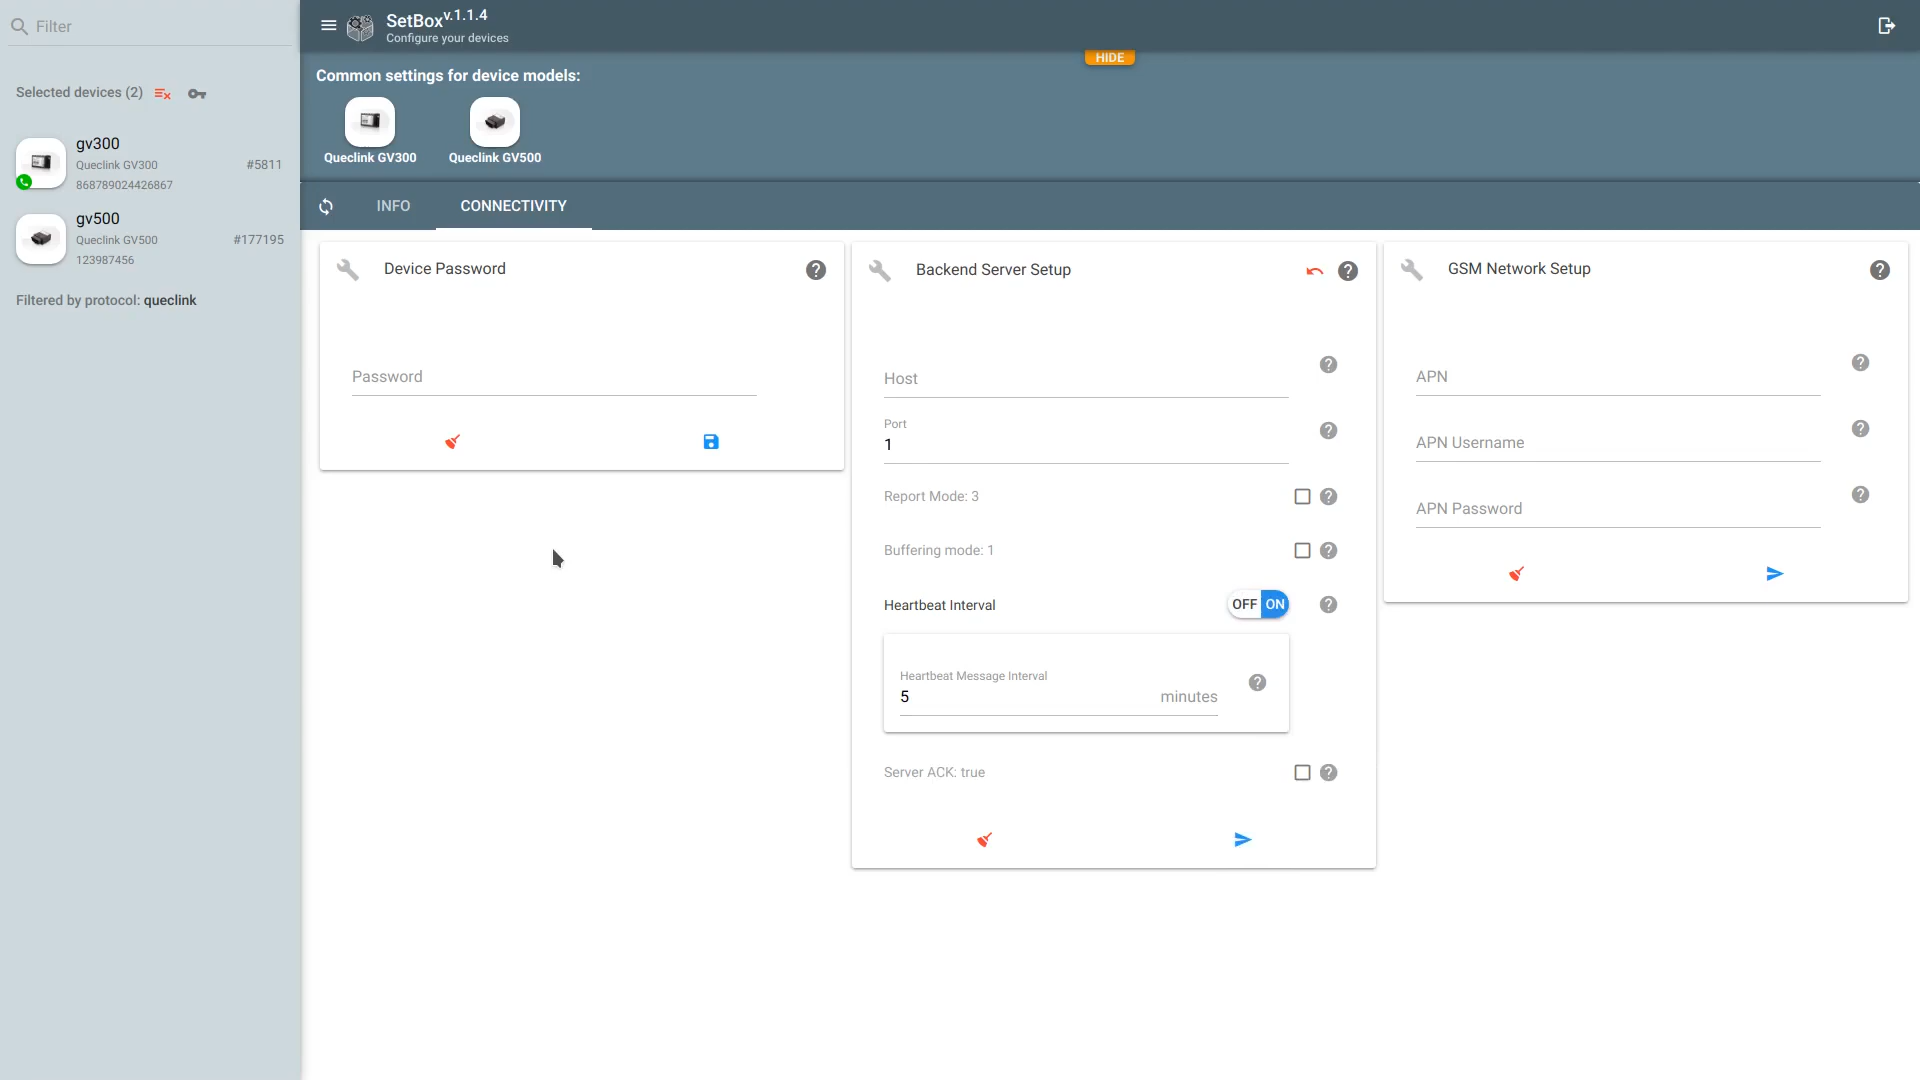 Filter
Selected devices (2)
gv300
Queclink GV300
#5811
868789024426867
gv500
Queclink GV500
#177195
123987456
Filtered by protocol: queclink
SetBox v.1.1.4
Configure your devices
HIDE
Common settings for device models:
Queclink GV300
Queclink GV500
INFO
CONNECTIVITY
Device Password
Password
Backend Server Setup
Host
Port
1
Report Mode: 3
Buffering mode: 1
Heartbeat Interval
OFF ON
Heartbeat Message Interval
5 minutes
Server ACK: true
GSM Network Setup
APN
APN Username
APN Password